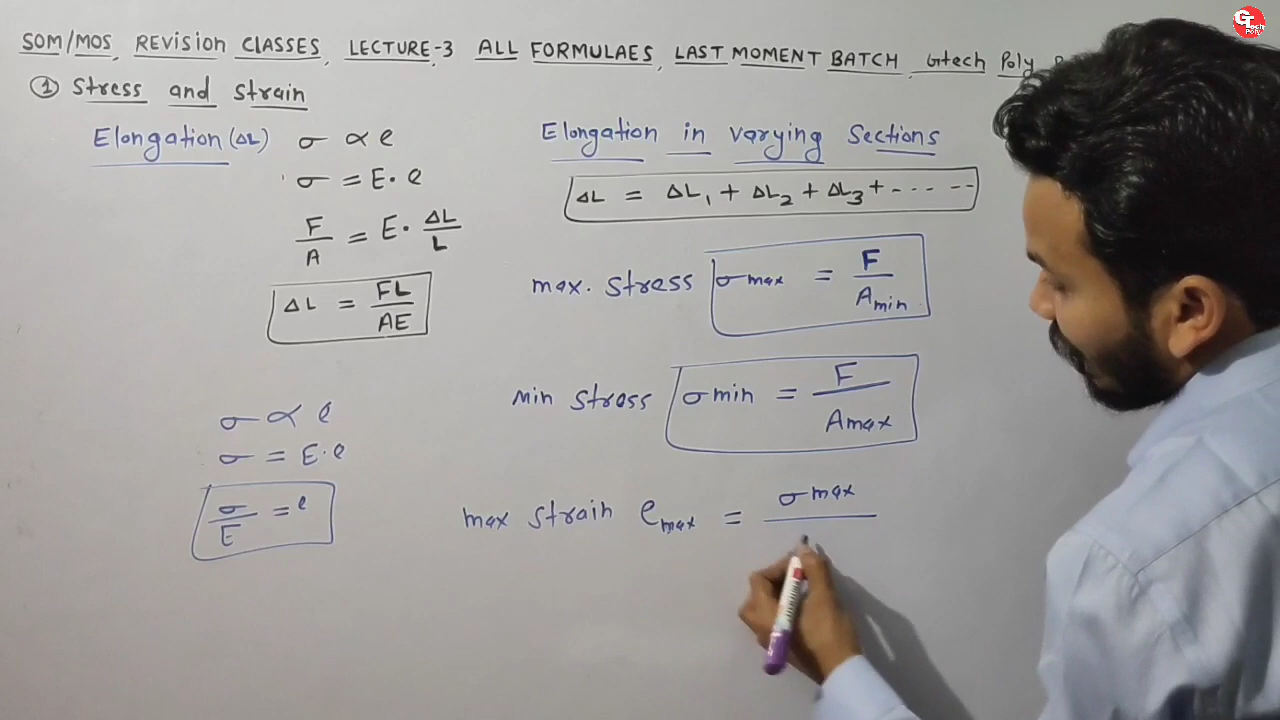 SOM/MOS, REVISION CLASSES, LECTURE-3 ALL FORMULAES, LAST MOMENT BATCH, Gtech Poly
① Stress and strain
Elongation (ΔL) σ ∝ e
σ = E⋅e
F/A = E⋅ΔL/L
ΔL = FL/AE
σ ∝ e
σ = E⋅e
σ/E = e
Elongation in varying Sections
ΔL = ΔL₁ + ΔL₂ + ΔL₃ + - - - - - -
max. stress σmax = F/Amin
min stress σmin = F/Amax
max strain emax = σmax
GTech
Poly